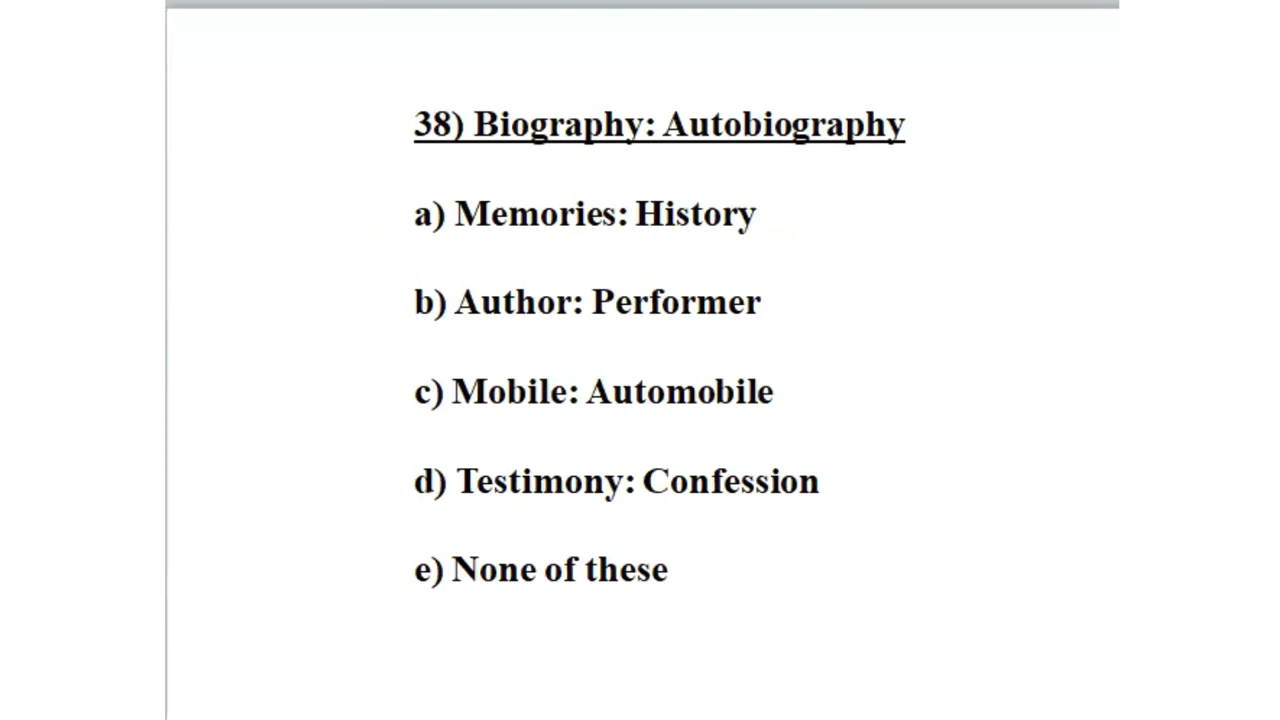 38) Biography: Autobiography
a) Memories: History
b) Author: Performer
c) Mobile: Automobile
d) Testimony: Confession
e) None of these